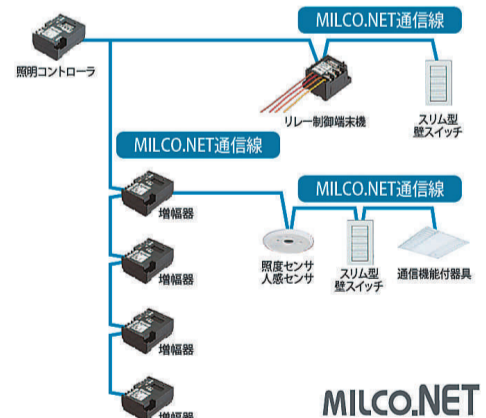 MILCO.NET通信線
照明コントローラ
リレー制御端末機
スリム型
壁スイッチ
MILCO.NET通信線
MILCO.NET通信線
増幅器
照度センサ
人感センサ
スリム型
壁スイッチ
通信機能付器具
増幅器
増幅器
増幅器
MILCO.NET